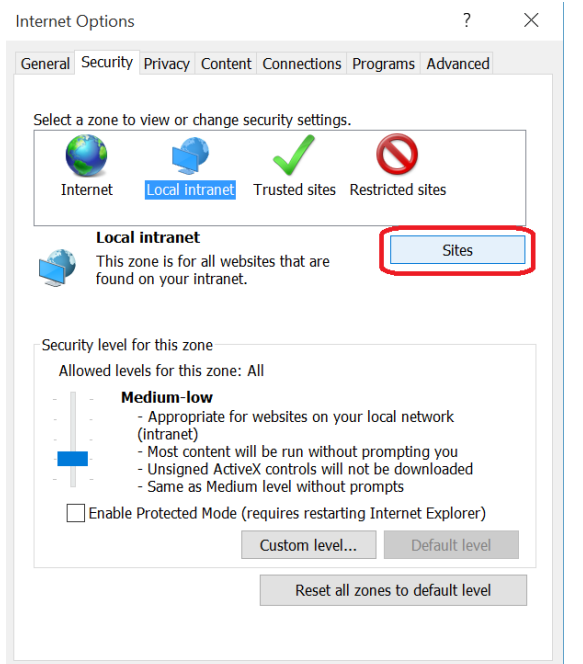 Internet Options ?
General Security Privacy Content Connections Programs Advanced
Select a zone to view or change security settings.
Internet Local intranet Trusted sites Restricted sites
Local intranet
Sites
This zone is for all websites that are
found on your intranet.
Security level for this zone
Allowed levels for this zone: All
Medium-low
- Appropriate for websites on your local network
(intranet)
- Most content will be run without prompting you
- Unsigned ActiveX controls will not be downloaded
- Same as Medium level without prompts
Enable Protected Mode (requires restarting Internet Explorer)
Custom level... Default level
Reset all zones to default level